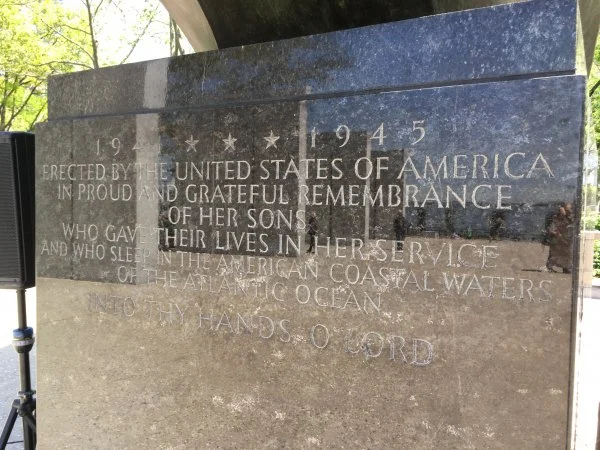 194 ★ ★ ★ 1945
ERECTED BY THE UNITED STATES OF AMERICA
IN PROUD AND GRATEFUL REMEMBRANCE
OF HER SONS
WHO GAVE THEIR LIVES IN HER SERVICE
AND WHO SLEEP IN THE AMERICAN COASTAL WATERS
OF THE ATLANTIC OCEAN
INTO THY HANDS O LORD